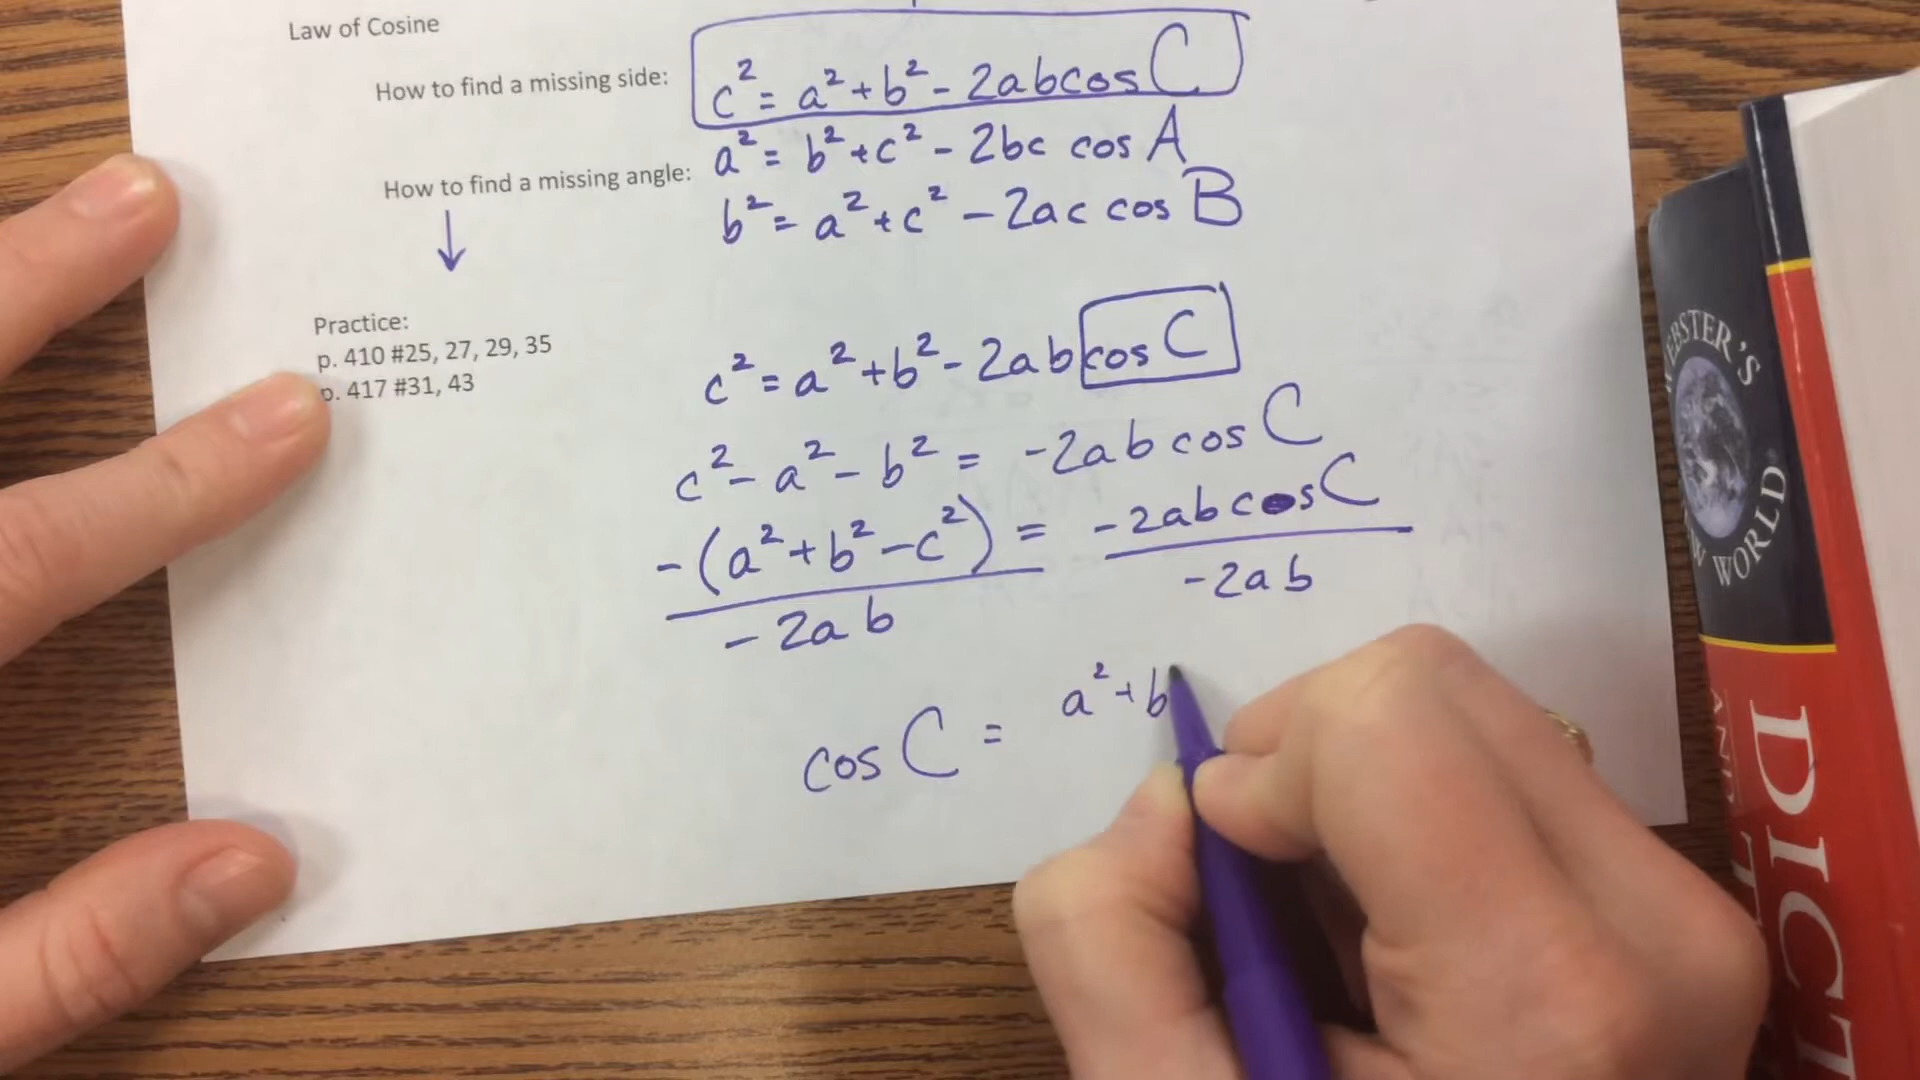 Law of Cosine
How to find a missing side: c² = a² + b² - 2abcos C
a² = b² + c² - 2bc cos A
How to find a missing angle:
b² = a² + c² - 2ac cos B
↓
Practice:
p. 410 #25, 27, 29, 35
p. 417 #31, 43
c² = a² + b² - 2ab cos C
c² - a² - b² = -2ab cos C
-(a² + b² - c²) = -2ab cos C
-2ab -2ab
cos C = a² + b
WORLD
AND
DICT